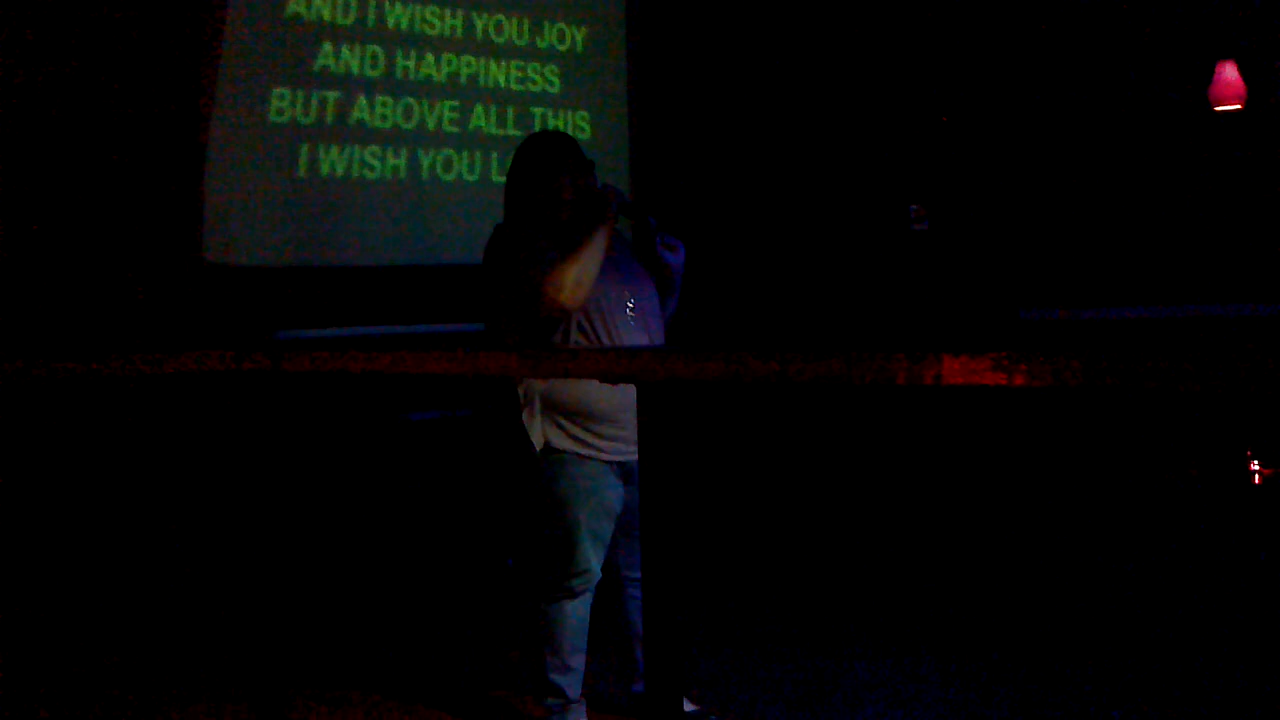 AND I WISH YOU JOY
AND HAPPINESS
BUT ABOVE ALL THIS
I WISH YOU